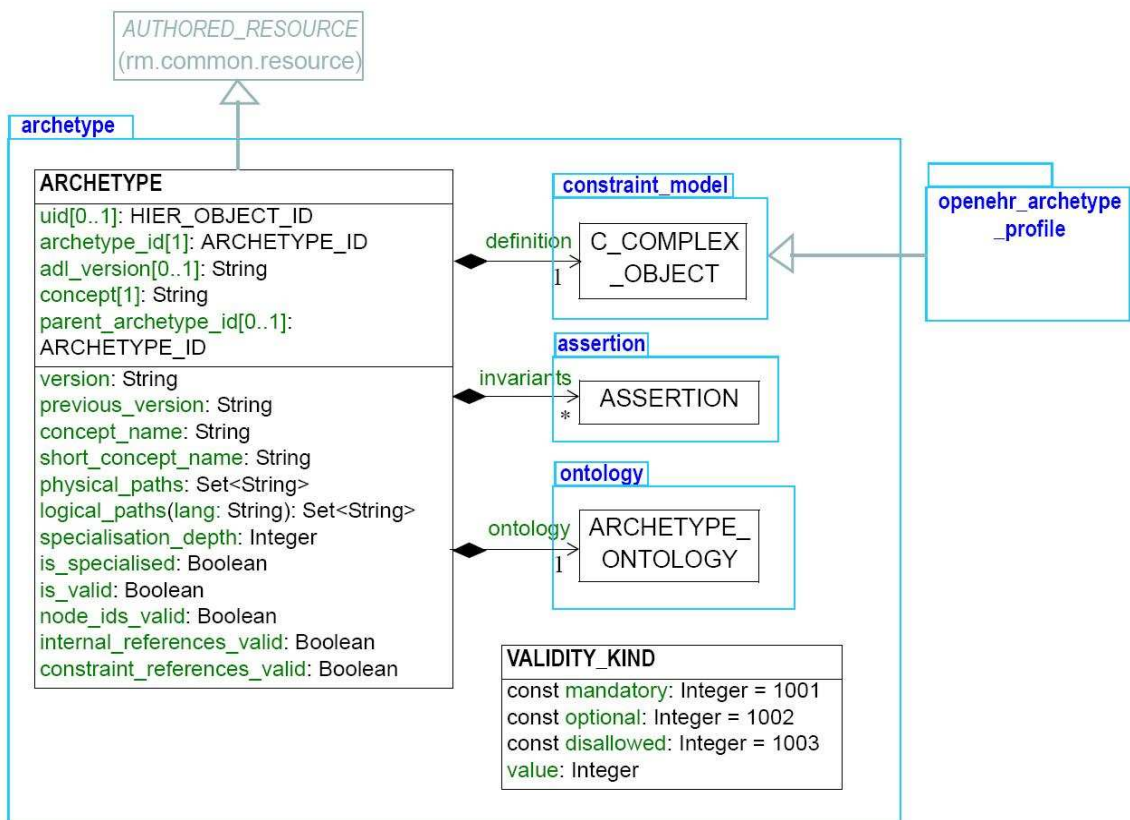 AUTHORED_RESOURCE
(rm.common.resource)
archetype
ARCHETYPE
uid[0..1]: HIER_OBJECT_ID
archetype_id[1]: ARCHETYPE_ID
adl_version[0..1]: String
concept[1]: String
parent_archetype_id[0..1]:
ARCHETYPE_ID
version: String
previous_version: String
concept_name: String
short_concept_name: String
physical_paths: Set<String>
logical_paths(lang: String): Set<String>
specialisation_depth: Integer
is_specialised: Boolean
is_valid: Boolean
node_ids_valid: Boolean
internal_references_valid: Boolean
constraint_references_valid: Boolean
constraint_model
definition
1
C_COMPLEX
_OBJECT
openehr_archetype
_profile
assertion
invariants
*
ASSERTION
ontology
ontology
1
ARCHETYPE_
ONTOLOGY
VALIDITY_KIND
const mandatory: Integer = 1001
const optional: Integer = 1002
const disallowed: Integer = 1003
value: Integer